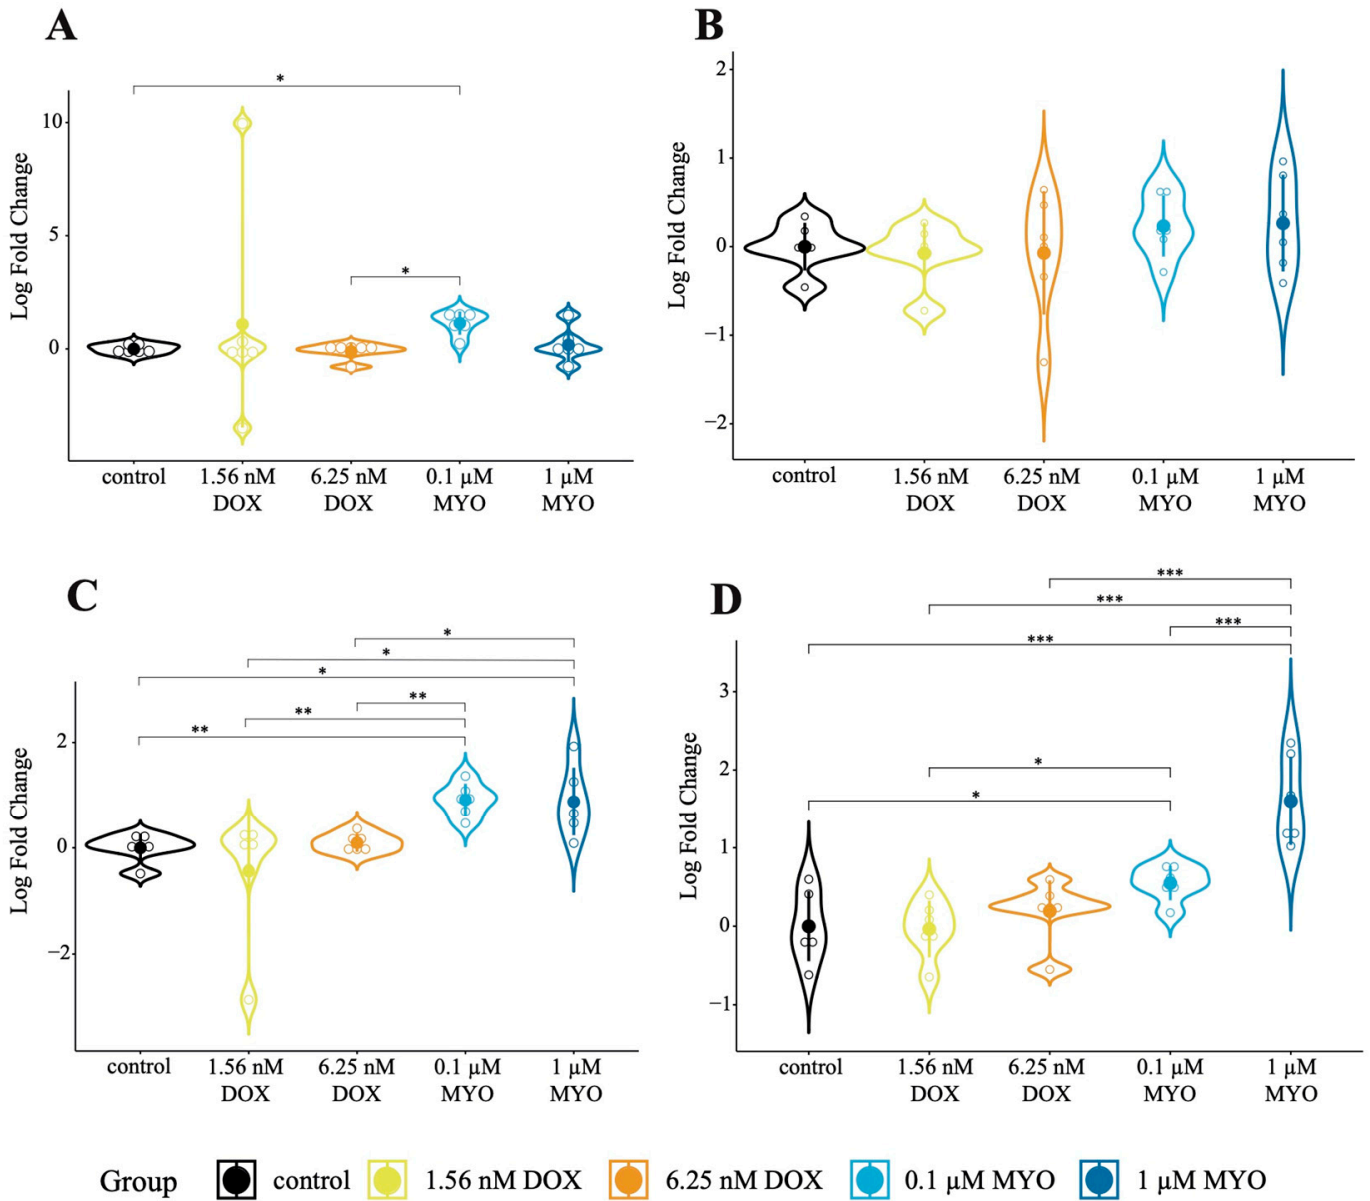 A
B
*
*
Log Fold Change
10
5
0
control
1.56 nM
DOX
6.25 nM
DOX
0.1 μM
MYO
1 μM
MYO
Log Fold Change
2
1
0
−1
−2
control
1.56 nM
DOX
6.25 nM
DOX
0.1 μM
MYO
1 μM
MYO
C
D
*
*
*
**
**
**
Log Fold Change
2
0
−2
control
1.56 nM
DOX
6.25 nM
DOX
0.1 μM
MYO
1 μM
MYO
***
***
***
***
*
*
Log Fold Change
3
2
1
0
−1
control
1.56 nM
DOX
6.25 nM
DOX
0.1 μM
MYO
1 μM
MYO
Group control 1.56 nM DOX 6.25 nM DOX 0.1 μM MYO 1 μM MYO